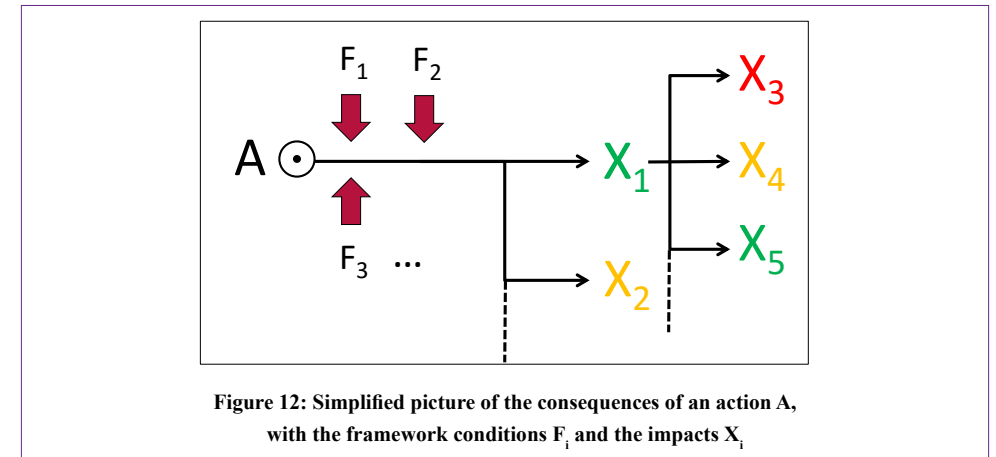 F₁ F₂
X₃
A X₁ X₄
F₃ ... X₅
X₂
Figure 12: Simplified picture of the consequences of an action A,
with the framework conditions Fᵢ and the impacts Xᵢ